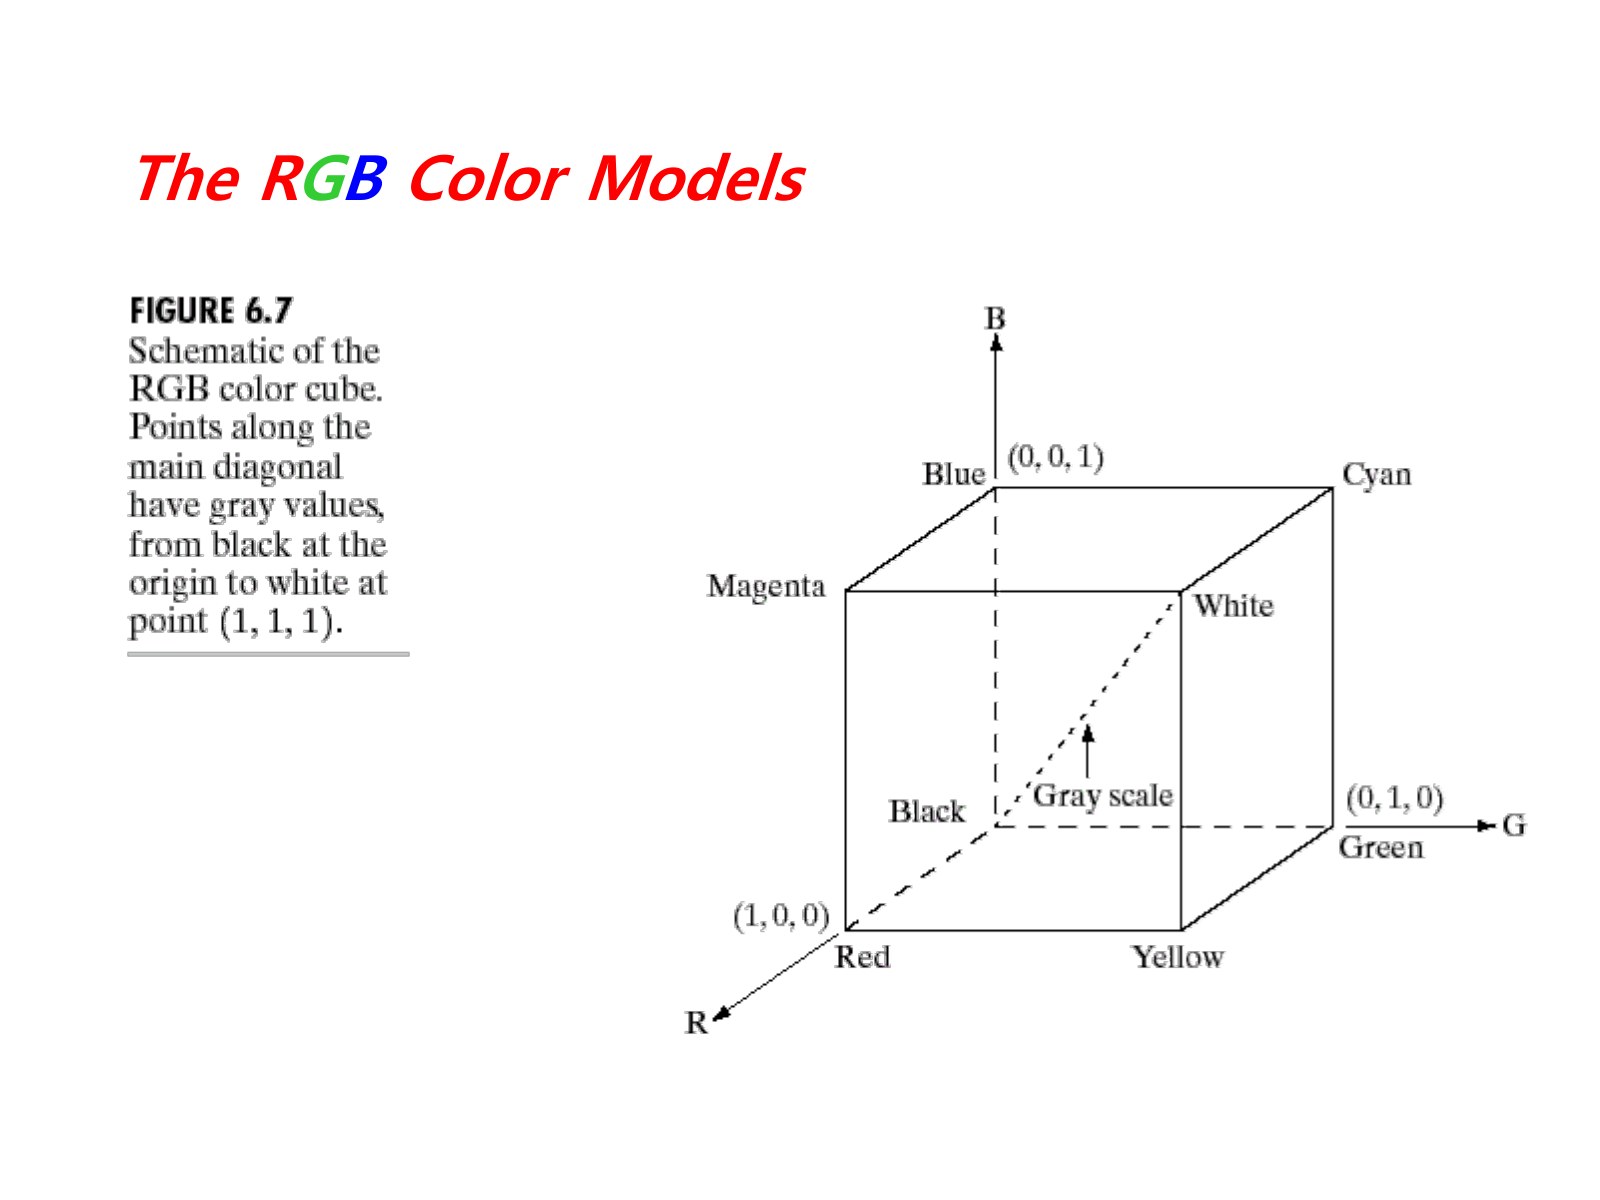 The RGB Color Models
FIGURE 6.7
Schematic of the
RGB color cube.
Points along the
main diagonal
have gray values,
from black at the
origin to white at
point (1, 1, 1).
B
(0, 0, 1)
Blue
Cyan
Magenta
White
Gray scale
Black
(0, 1, 0)
G
Green
(1, 0, 0)
Red
Yellow
R